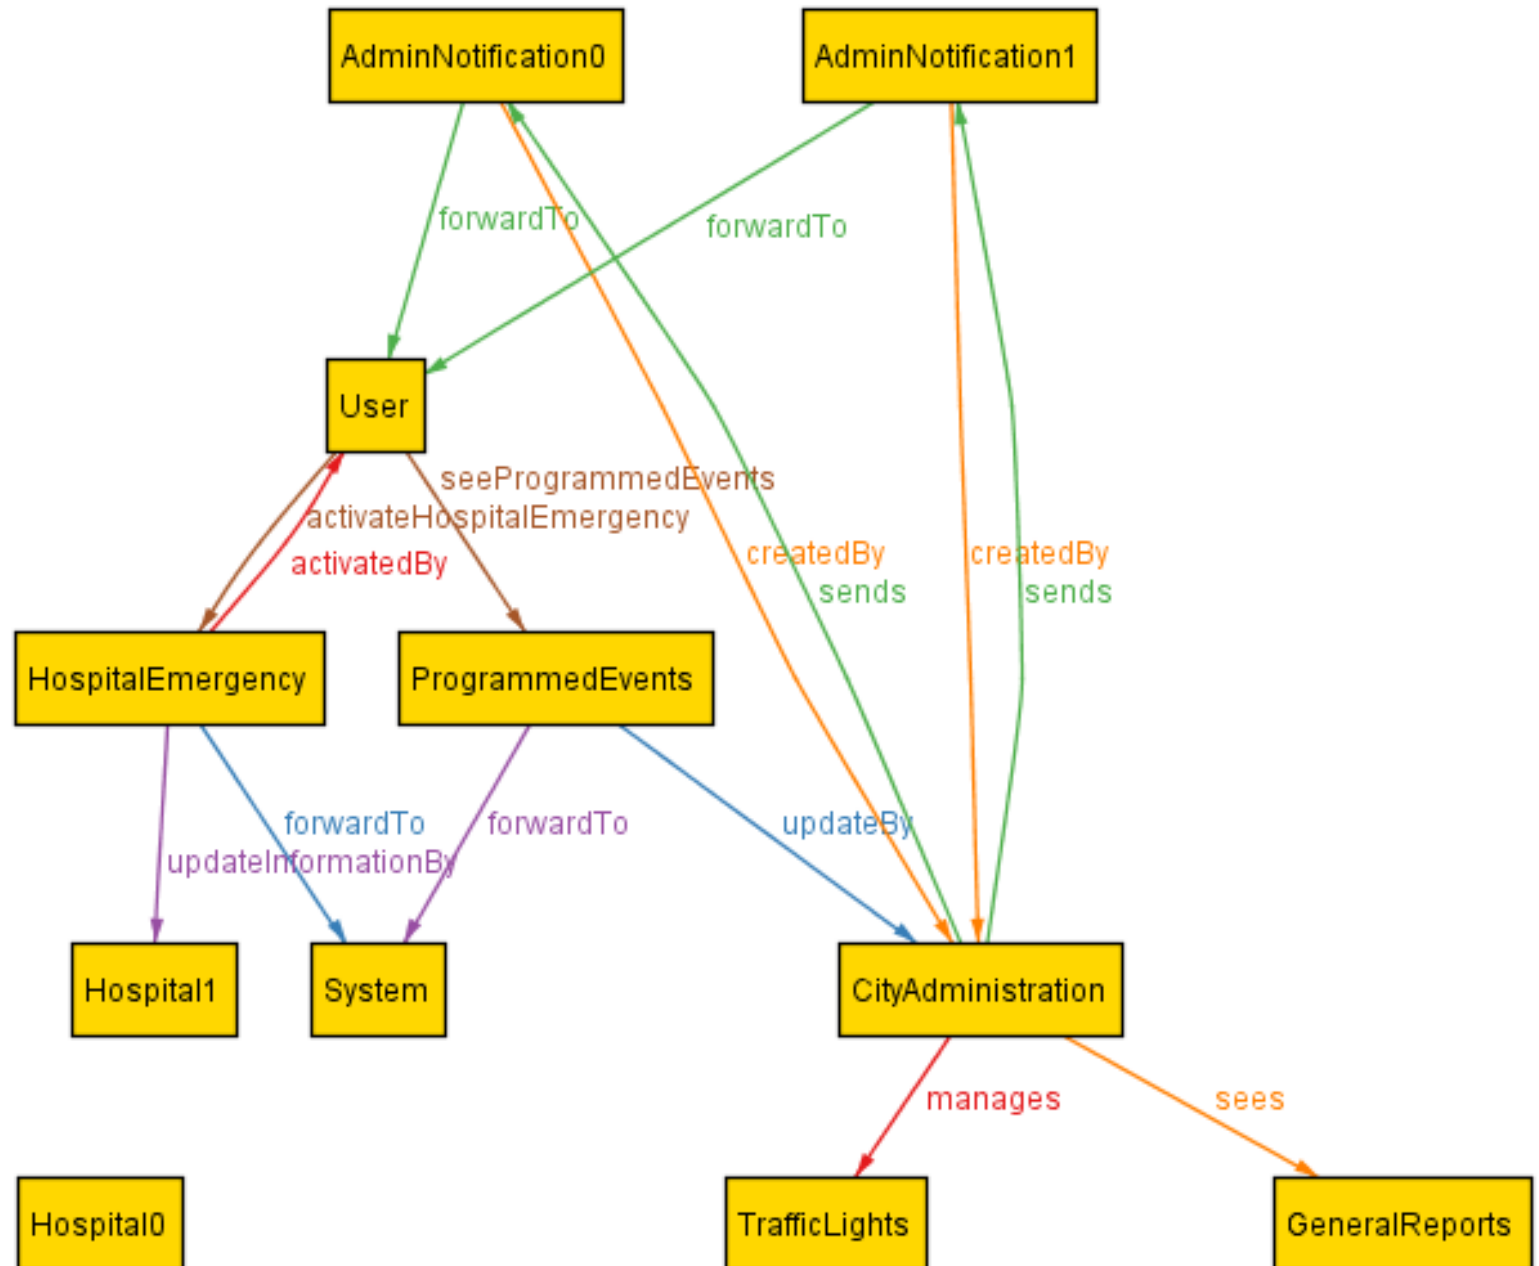 AdminNotification0
AdminNotification1
forwardTo
forwardTo
User
seeProgrammedEvents
activateHospitalEmergency
activatedBy
createdBy
createdBy
sends
sends
HospitalEmergency
ProgrammedEvents
forwardTo
forwardTo
updateBy
updateInformationBy
Hospital1
System
CityAdministration
manages
sees
Hospital0
TrafficLights
GeneralReports